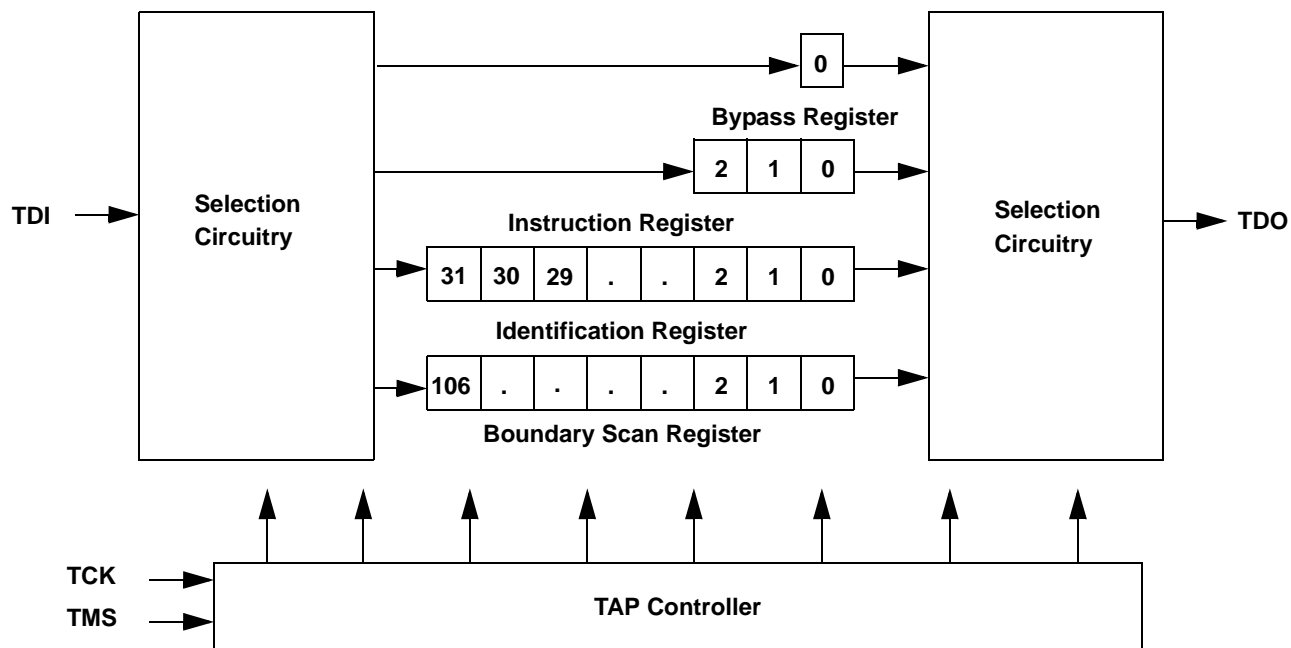 0
Bypass Register
2 1 0
TDI
Selection
Circuitry
Instruction Register
31 30 29 . . 2 1 0
Identification Register
106 . . . . 2 1 0
Boundary Scan Register
Selection
Circuitry
TDO
TCK
TMS
TAP Controller